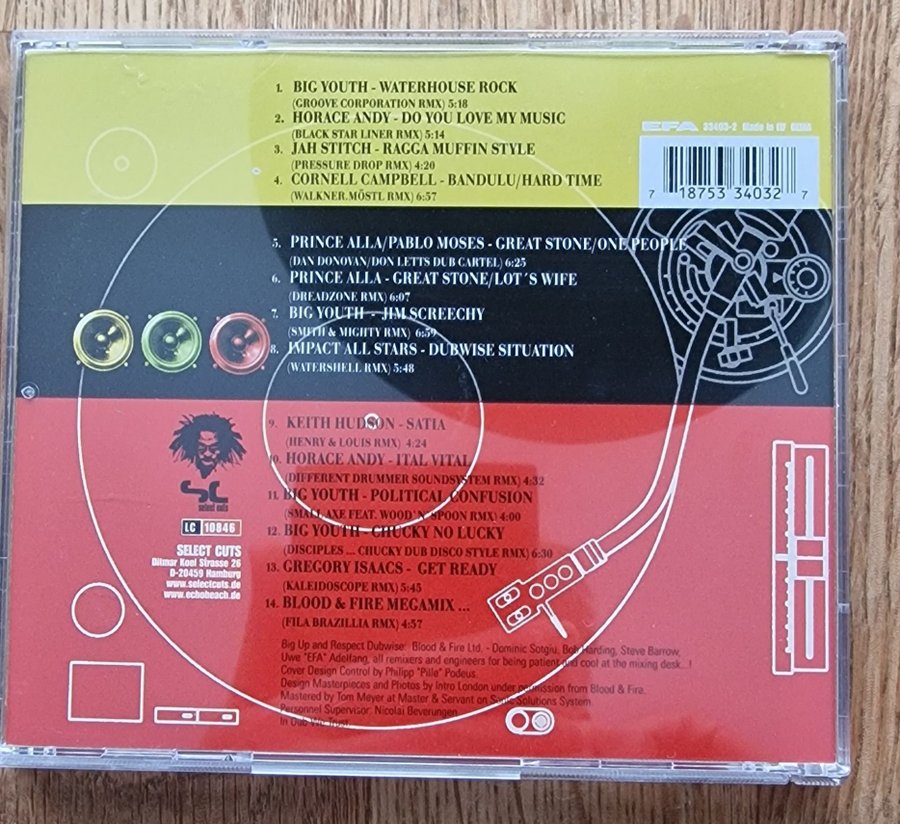 1. BIG YOUTH - WATERHOUSE ROCK
(GROOVE CORPORATION RMX) 5:18
2. HORACE ANDY - DO YOU LOVE MY MUSIC
(BLACK STAR LINER RMX) 5:14
3. JAH STITCH - RAGGA MUFFIN STYLE
(PRESSURE DROP RMX) 4:20
4. CORNELL CAMPBELL - BANDULU/HARD TIME
(WALKNER.MÖSTL RMX) 6:57
EFA 33403-2 Made in EU
7 18753 34032 7
5. PRINCE ALLA/PABLO MOSES - GREAT STONE/ONE PEOPLE
(DAN DONOVAN/DON LETTS DUB CARTEL) 6:25
6. PRINCE ALLA - GREAT STONE/LOT´S WIFE
(DREADZONE RMX) 6:07
7. BIG YOUTH - JIM SCREECHY
(SMITH & MIGHTY RMX) 6:59
8. IMPACT ALL STARS - DUBWISE SITUATION
(WATERSHELL RMX) 5:48
9. KEITH HUDSON - SATIA
(HENRY & LOUIS RMX) 4:24
10. HORACE ANDY - ITAL VITAL
(DIFFERENT DRUMMER SOUNDSYSTEM RMX) 4:32
11. BIG YOUTH - POLITICAL CONFUSION
(SMALL AXE FEAT. WOOD´N´SPOON RMX) 4:00
12. BIG YOUTH - CHUCKY NO LUCKY
(DISCIPLES ... CHUCKY DUB DISCO STYLE RMX) 6:30
13. GREGORY ISAACS - GET READY
(KALEIDOSCOPE RMX) 5:45
14. BLOOD & FIRE MEGAMIX ...
(FILA BRAZILLIA RMX) 4:57
SC
select cuts
LC 10846
SELECT CUTS
Ditmar Koel Strasse 26
D-20459 Hamburg
www.selectcuts.de
www.echobeach.de
Big Up and Respect Dubwise: Blood & Fire Ltd. - Dominic Sotgiu, Bob Harding, Steve Barrow,
Uwe "EFA" Adelfang, all remixers and engineers for being patient and cool at the mixing desk...!
Cover Design Control by Philipp "Pille" Podeus.
Design Masterpieces and Photos by Intro London under permission from Blood & Fire.
Mastered by Tom Meyer at Master & Servant on Sonic Solutions System.
Personnel Supervisor: Nicolai Beverungen.
In Dub We Trust.